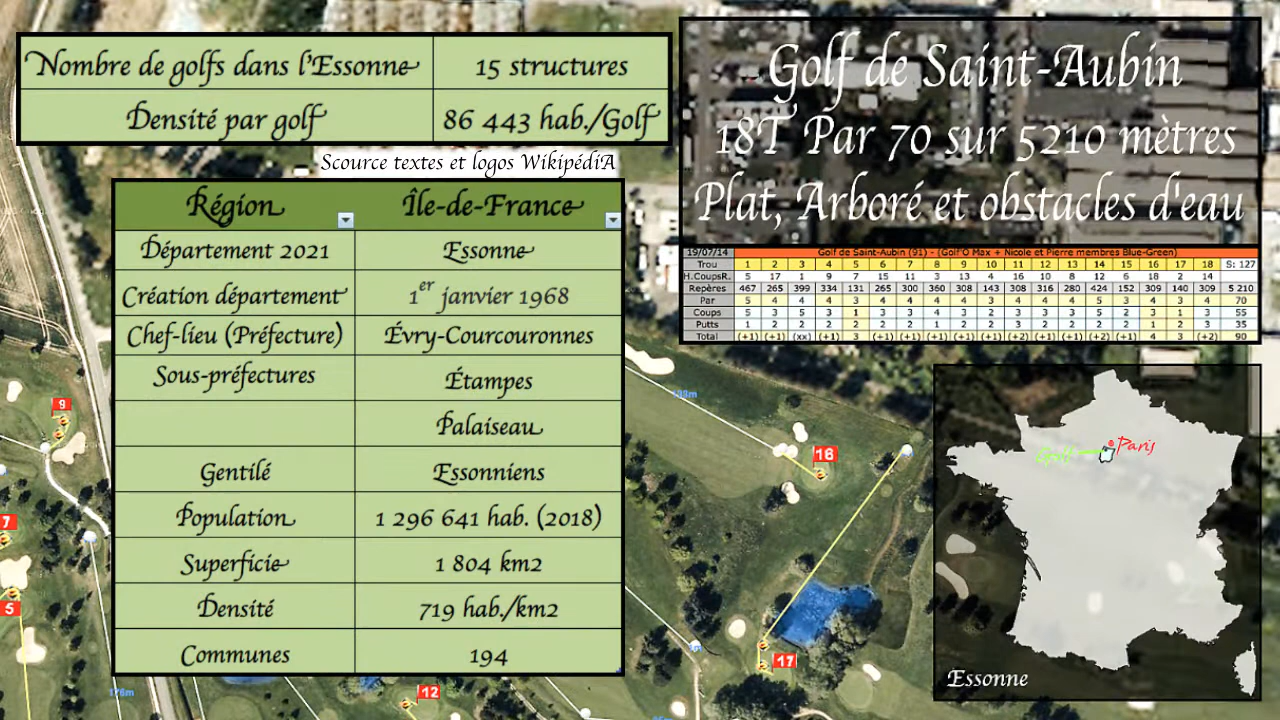 Nombre de golfs dans l'Essonne 15 structures
Densité par golf 86 443 hab./Golf
Scource textes et logos WikipédiA
Région Île-de-France
Département 2021 Essonne
Création département 1er janvier 1968
Chef-lieu (Préfecture) Évry-Courcouronnes
Sous-préfectures Étampes
Palaiseau
Gentilé Essonniens
Population 1 296 641 hab. (2018)
Superficie 1 804 km2
Densité 719 hab./km2
Communes 194
Golf de Saint-Aubin
18T Par 70 sur 5210 mètres
Plat, Arboré et obstacles d'eau
19/07/14 Golf de Saint-Aubin (91) - (Golf'O Max + Nicole et Pierre membres Blue-Green)
Trou 1 2 3 4 5 6 7 8 9 10 11 12 13 14 15 16 17 18 S: 127
H.CoupsR. 5 17 1 9 7 15 11 3 13 4 16 10 8 12 6 18 2 14
Repères 467 265 399 334 131 265 300 360 308 143 308 316 280 424 152 309 140 309 5 210
Par 5 4 4 4 3 4 4 4 4 3 4 4 4 5 3 4 3 4 70
Coups 5 3 5 3 1 3 3 4 3 2 3 4 3 4 2 3 1 3 55
Putts 1 2 2 2 2 2 2 1 2 2 2 2 2 2 2 1 2 2 35
Total (+1) (+1) (xx) (+1) 3 (+1) (+1) (+1) (+1) (+1) (+1) (+2) (+1) (+2) (+1) 4 3 (+2) 90
Golf
Paris
Essonne
9
7
5
16
17
12
176m